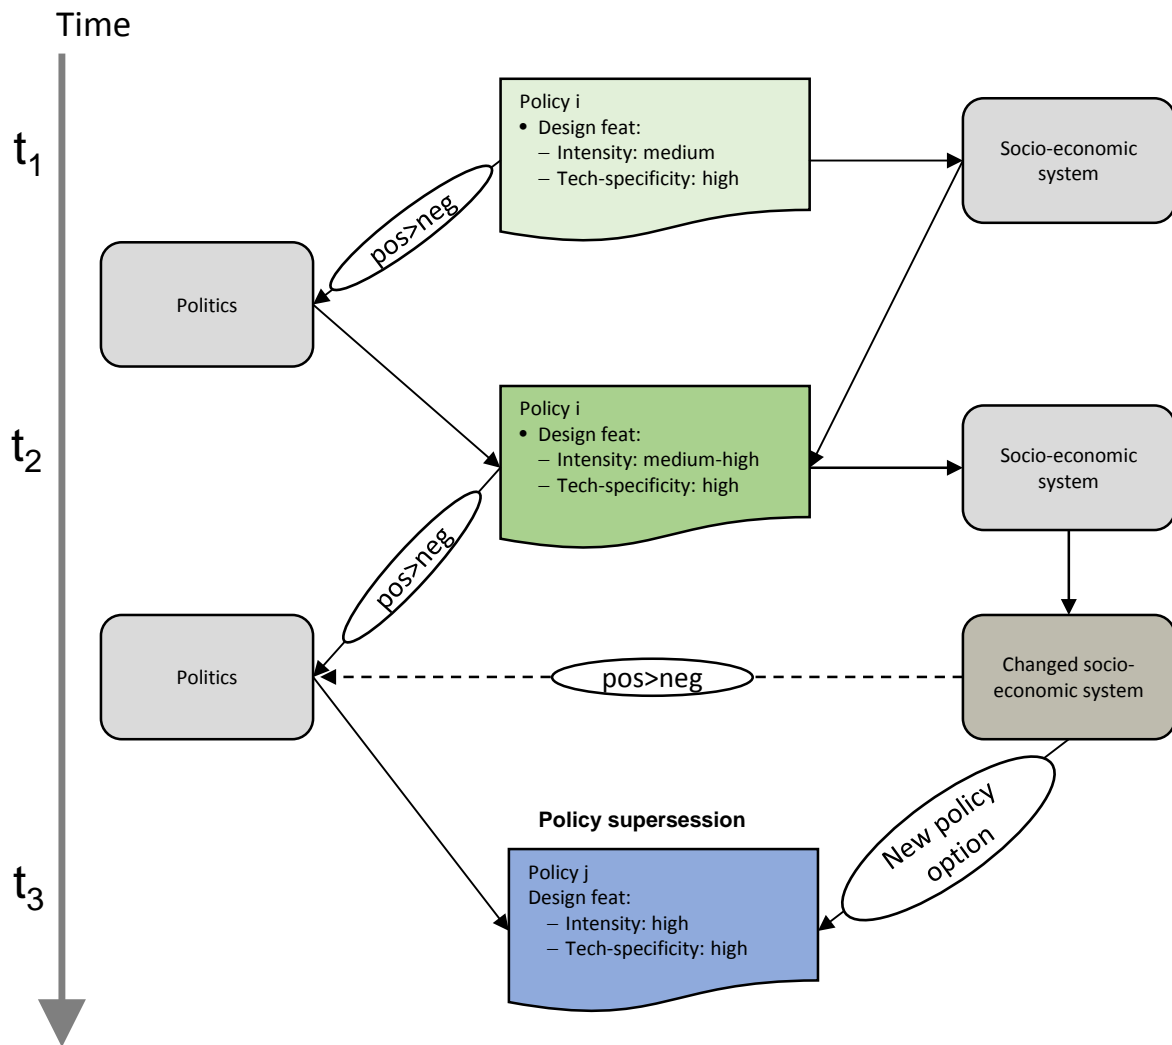 Time
t1
Policy i
• Design feat:
– Intensity: medium
– Tech-specificity: high
Socio-economic
system
pos>neg
Politics
t2
Policy i
• Design feat:
– Intensity: medium-high
– Tech-specificity: high
Socio-economic
system
pos>neg
Politics
pos>neg
Changed socio-
economic system
New policy
option
Policy supersession
t3
Policy j
Design feat:
– Intensity: high
– Tech-specificity: high